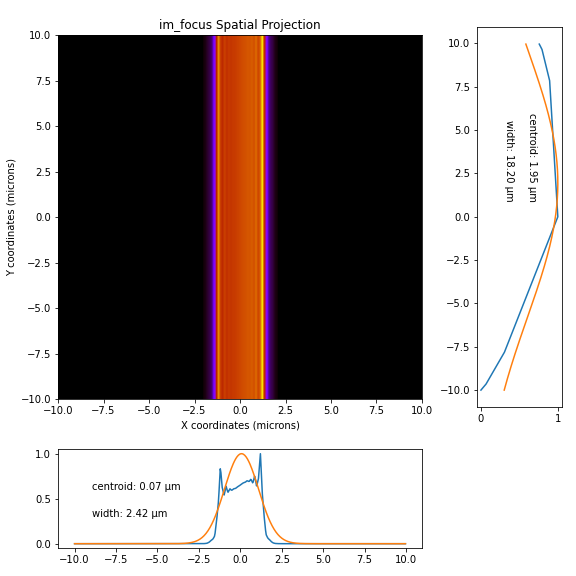 im_focus Spatial Projection
10.0
7.5
5.0
2.5
0.0
−2.5
−5.0
−7.5
−10.0
Y coordinates (microns)
−10.0 −7.5 −5.0 −2.5 0.0 2.5 5.0 7.5 10.0
X coordinates (microns)
10.0
7.5
5.0
2.5
0.0
−2.5
−5.0
−7.5
−10.0
centroid: 1.95 μm
width: 18.20 μm
0 1
1.0
0.5
0.0
centroid: 0.07 μm
width: 2.42 μm
−10.0 −7.5 −5.0 −2.5 0.0 2.5 5.0 7.5 10.0